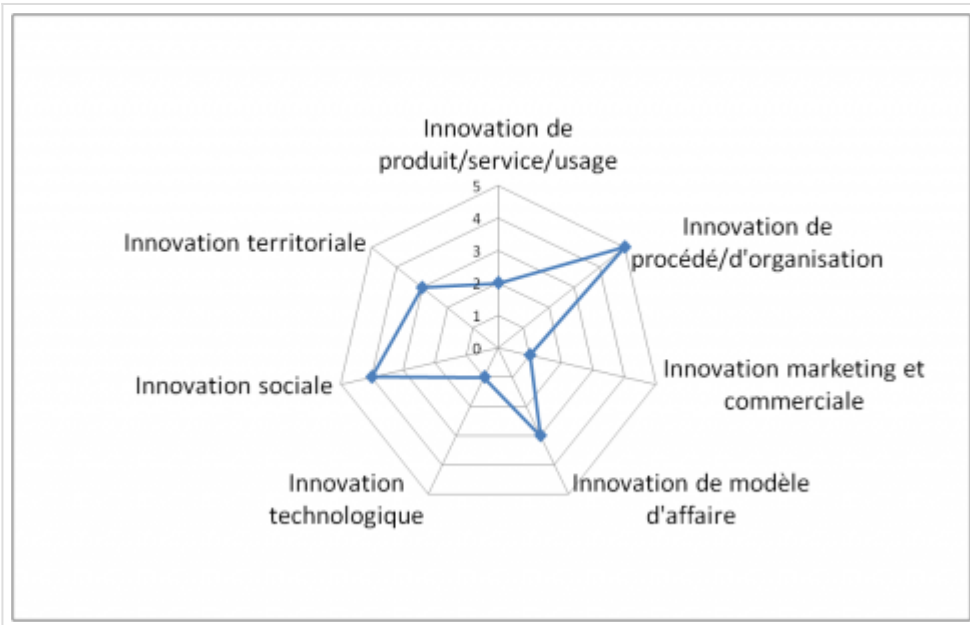 Innovation de
produit/service/usage
5
4
3
2
1
0
Innovation de
procédé/d'organisation
Innovation marketing et
commerciale
Innovation de modèle
d'affaire
Innovation
technologique
Innovation sociale
Innovation territoriale